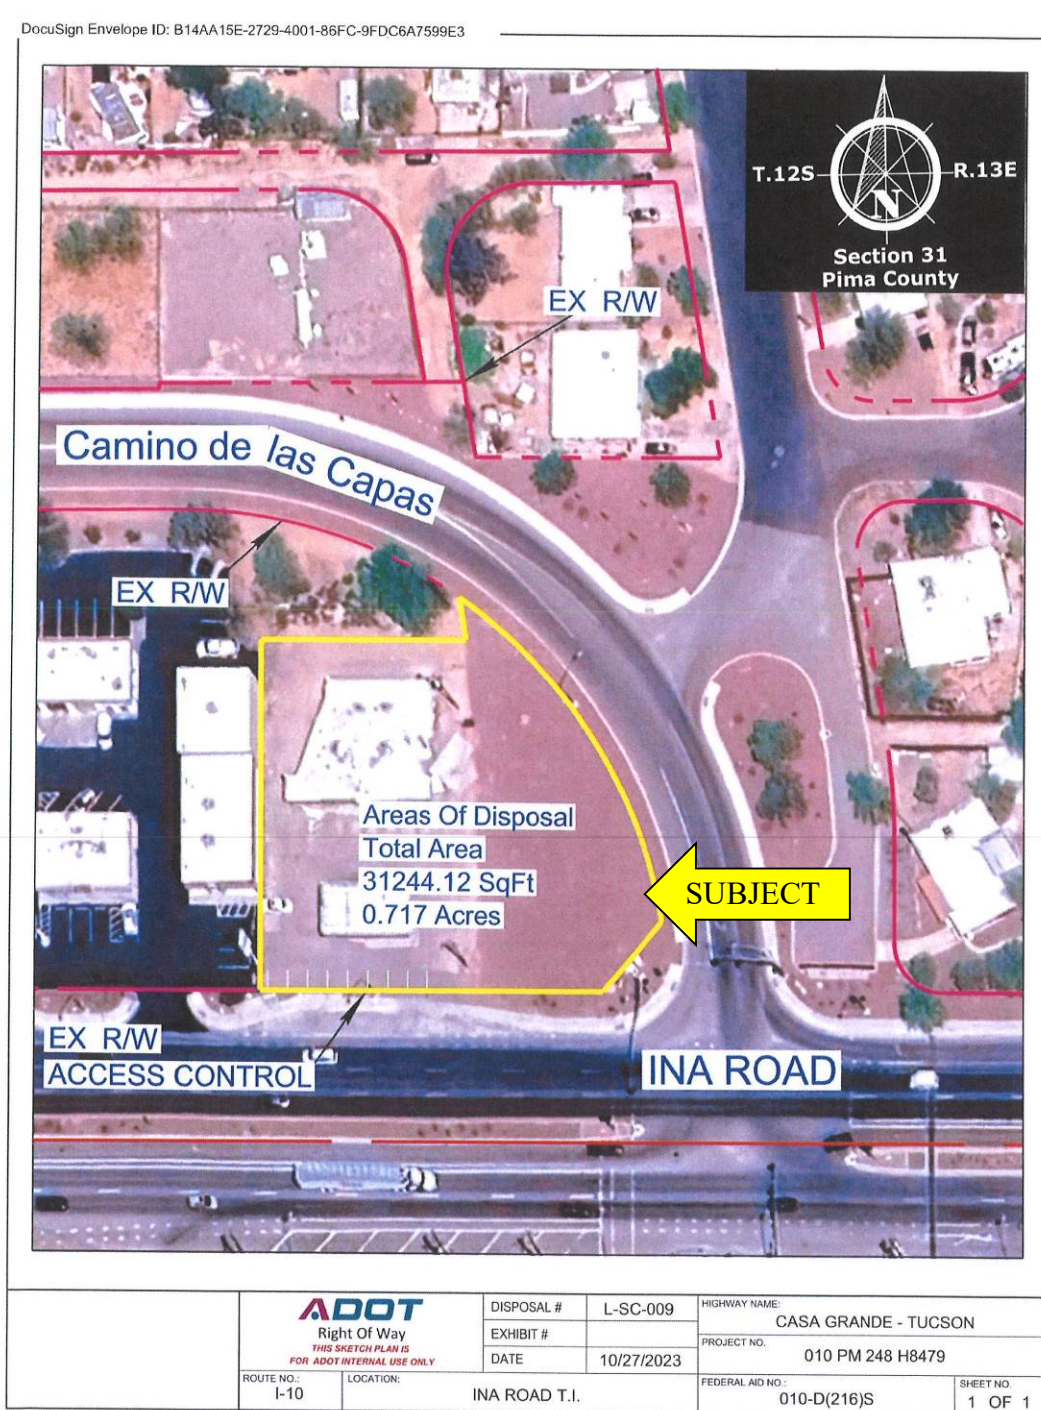 DocuSign Envelope ID: B14AA15E-2729-4001-86FC-9FDC6A7599E3
T.12S
R.13E
N
Section 31
Pima County
EX R/W
Camino de las Capas
EX R/W
Areas Of Disposal
Total Area
31244.12 SqFt
0.717 Acres
SUBJECT
EX R/W
ACCESS CONTROL
INA ROAD
ADOT
Right Of Way
THIS SKETCH PLAN IS
FOR ADOT INTERNAL USE ONLY
DISPOSAL # L-SC-009
EXHIBIT #
DATE 10/27/2023
HIGHWAY NAME:
CASA GRANDE - TUCSON
PROJECT NO.
010 PM 248 H8479
ROUTE NO.:
I-10
LOCATION:
INA ROAD T.I.
FEDERAL AID NO.:
010-D(216)S
SHEET NO.
1 OF 1